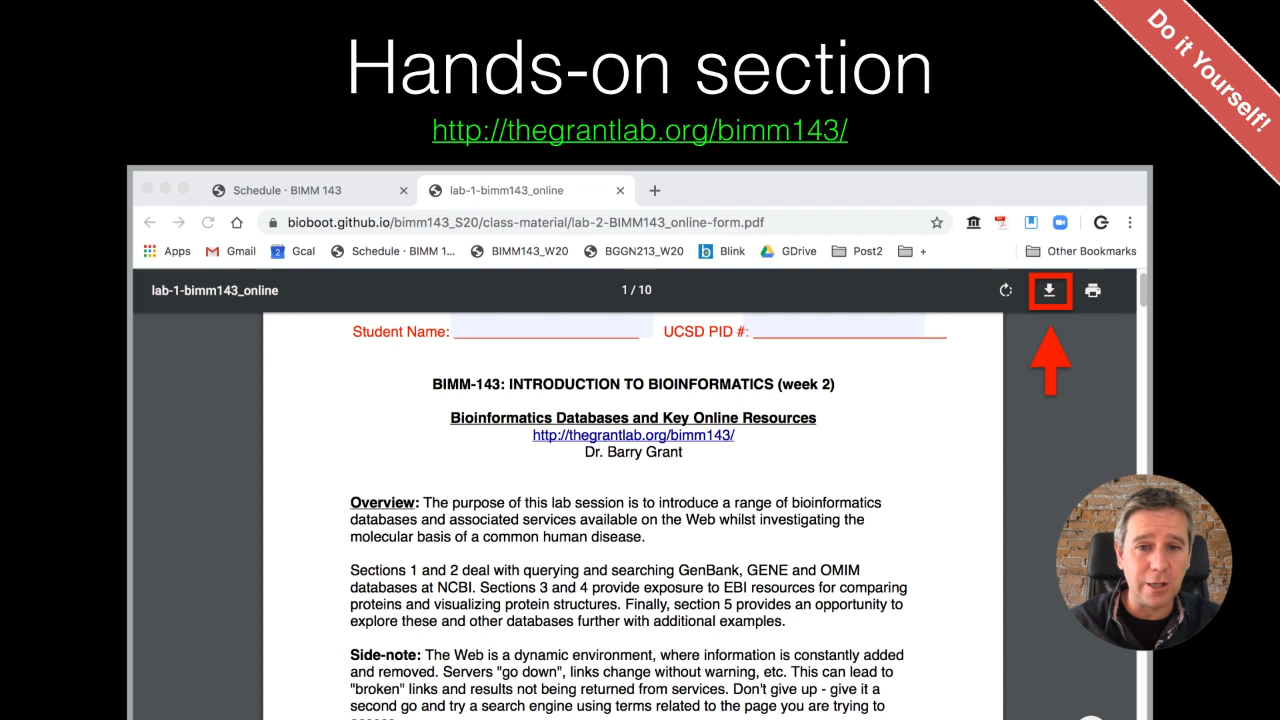 Hands-on section
Do it Yourself!
http://thegrantlab.org/bimm143/
Schedule · BIMM 143
lab-1-bimm143_online
bioboot.github.io/bimm143_S20/class-material/lab-2-BIMM143_online-form.pdf
Apps Gmail 2 Gcal Schedule · BIMM 1... BIMM143_W20 BGGN213_W20 b Blink GDrive Post2 + Other Bookmarks
lab-1-bimm143_online 1 / 10
Student Name: UCSD PID #:
BIMM-143: INTRODUCTION TO BIOINFORMATICS (week 2)
Bioinformatics Databases and Key Online Resources
http://thegrantlab.org/bimm143/
Dr. Barry Grant
Overview: The purpose of this lab session is to introduce a range of bioinformatics
databases and associated services available on the Web whilst investigating the
molecular basis of a common human disease.
Sections 1 and 2 deal with querying and searching GenBank, GENE and OMIM
databases at NCBI. Sections 3 and 4 provide exposure to EBI resources for comparing
proteins and visualizing protein structures. Finally, section 5 provides an opportunity to
explore these and other databases further with additional examples.
Side-note: The Web is a dynamic environment, where information is constantly added
and removed. Servers "go down", links change without warning, etc. This can lead to
"broken" links and results not being returned from services. Don't give up - give it a
second go and try a search engine using terms related to the page you are trying to